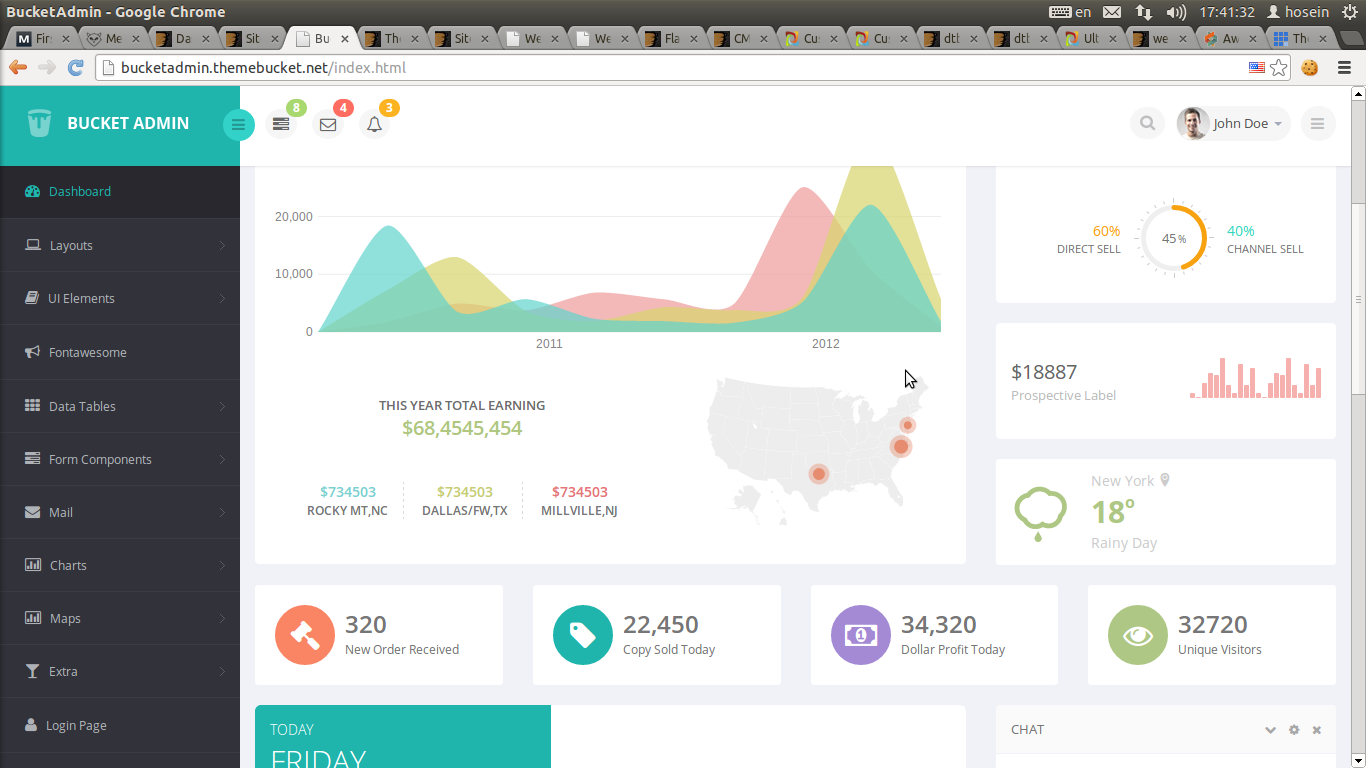 BucketAdmin - Google Chrome
en
17:41:32
hosein
Fir
Me
Da
Sit
Bu
The
Site
We
We
Fla
CM
Cus
Cus
dtl
dtl
Ult
we
Aw
Th
bucketadmin.themebucket.net/index.html
BUCKET ADMIN
8
4
3
John Doe
Dashboard
Layouts
UI Elements
Fontawesome
Data Tables
Form Components
Mail
Charts
Maps
Extra
Login Page
20,000
10,000
0
2011
2012
60%
DIRECT SELL
45%
40%
CHANNEL SELL
THIS YEAR TOTAL EARNING
$68,4545,454
$734503
ROCKY MT,NC
$734503
DALLAS/FW,TX
$734503
MILLVILLE,NJ
$18887
Prospective Label
New York
18°
Rainy Day
320
New Order Received
22,450
Copy Sold Today
34,320
Dollar Profit Today
32720
Unique Visitors
TODAY
FRIDAY
CHAT